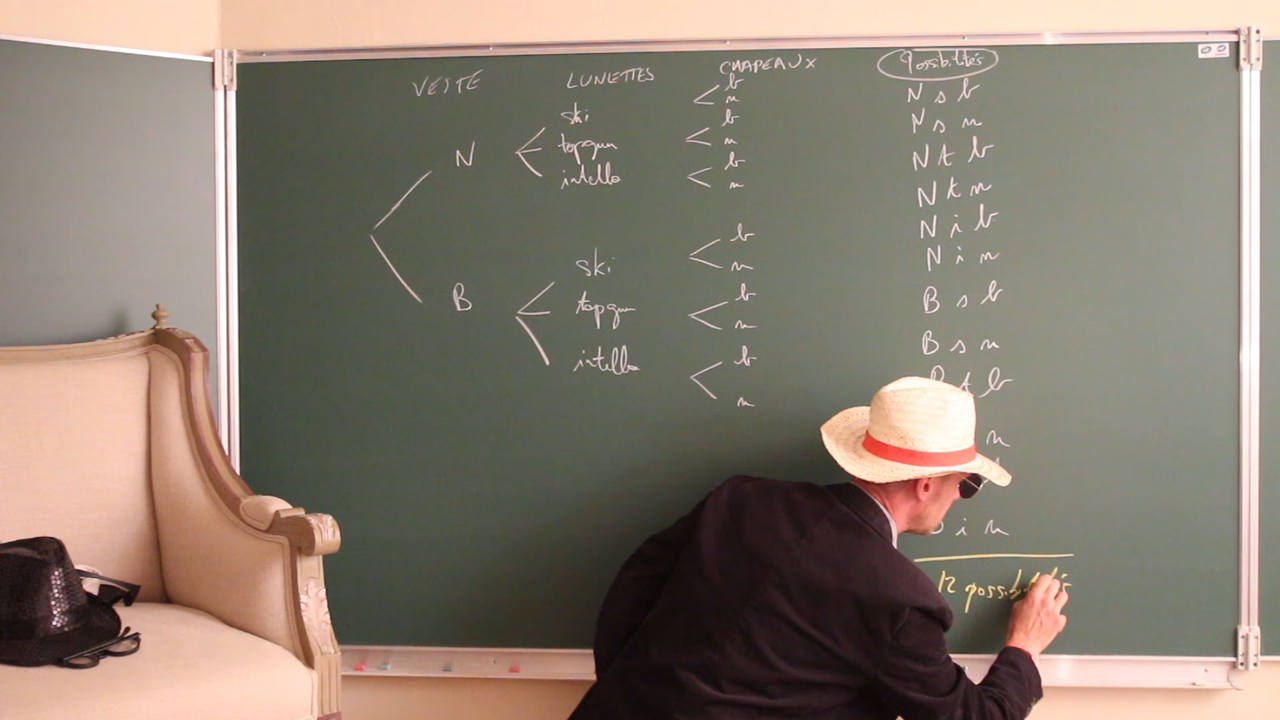 VESTE LUNETTES CHAPEAUX Possibilités
b
N s b
ski n
N s n
b
N topgun n
N t b
b
intello n
N t n
N i b
b
N i n
ski n
B s b
b
B topgun n
B s n
b
intello
t b
n
n
i n
12 possibilités